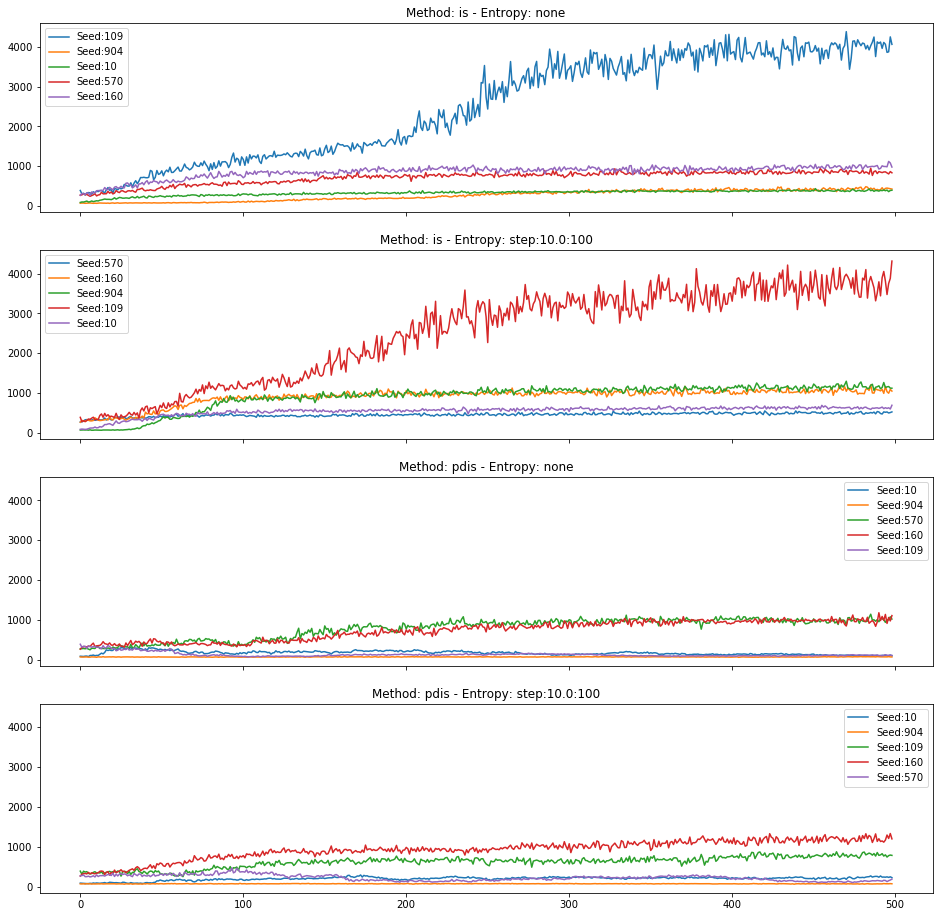 Method: is - Entropy: none
4000
3000
2000
1000
0
Seed:109
Seed:904
Seed:10
Seed:570
Seed:160
Method: is - Entropy: step:10.0:100
4000
3000
2000
1000
0
Seed:570
Seed:160
Seed:904
Seed:109
Seed:10
Method: pdis - Entropy: none
4000
3000
2000
1000
0
Seed:10
Seed:904
Seed:570
Seed:160
Seed:109
Method: pdis - Entropy: step:10.0:100
4000
3000
2000
1000
0
Seed:10
Seed:904
Seed:109
Seed:160
Seed:570
0 100 200 300 400 500